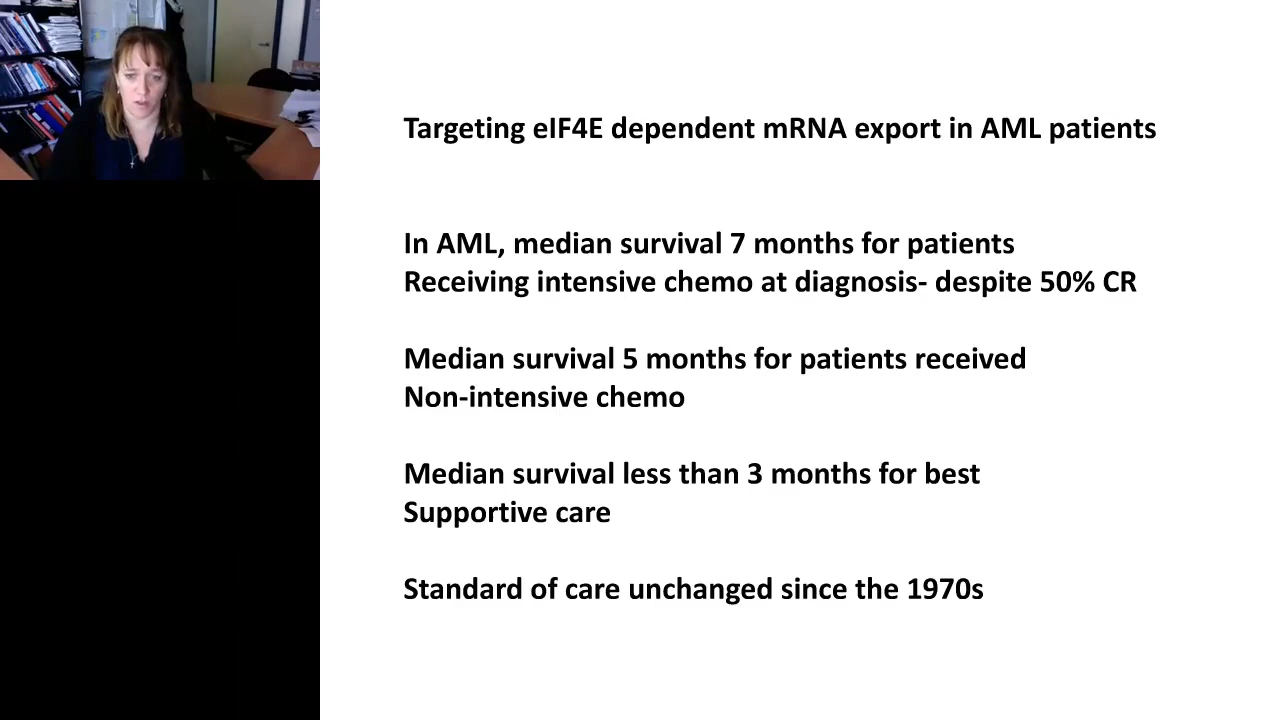 Targeting eIF4E dependent mRNA export in AML patients
In AML, median survival 7 months for patients
Receiving intensive chemo at diagnosis- despite 50% CR
Median survival 5 months for patients received
Non-intensive chemo
Median survival less than 3 months for best
Supportive care
Standard of care unchanged since the 1970s